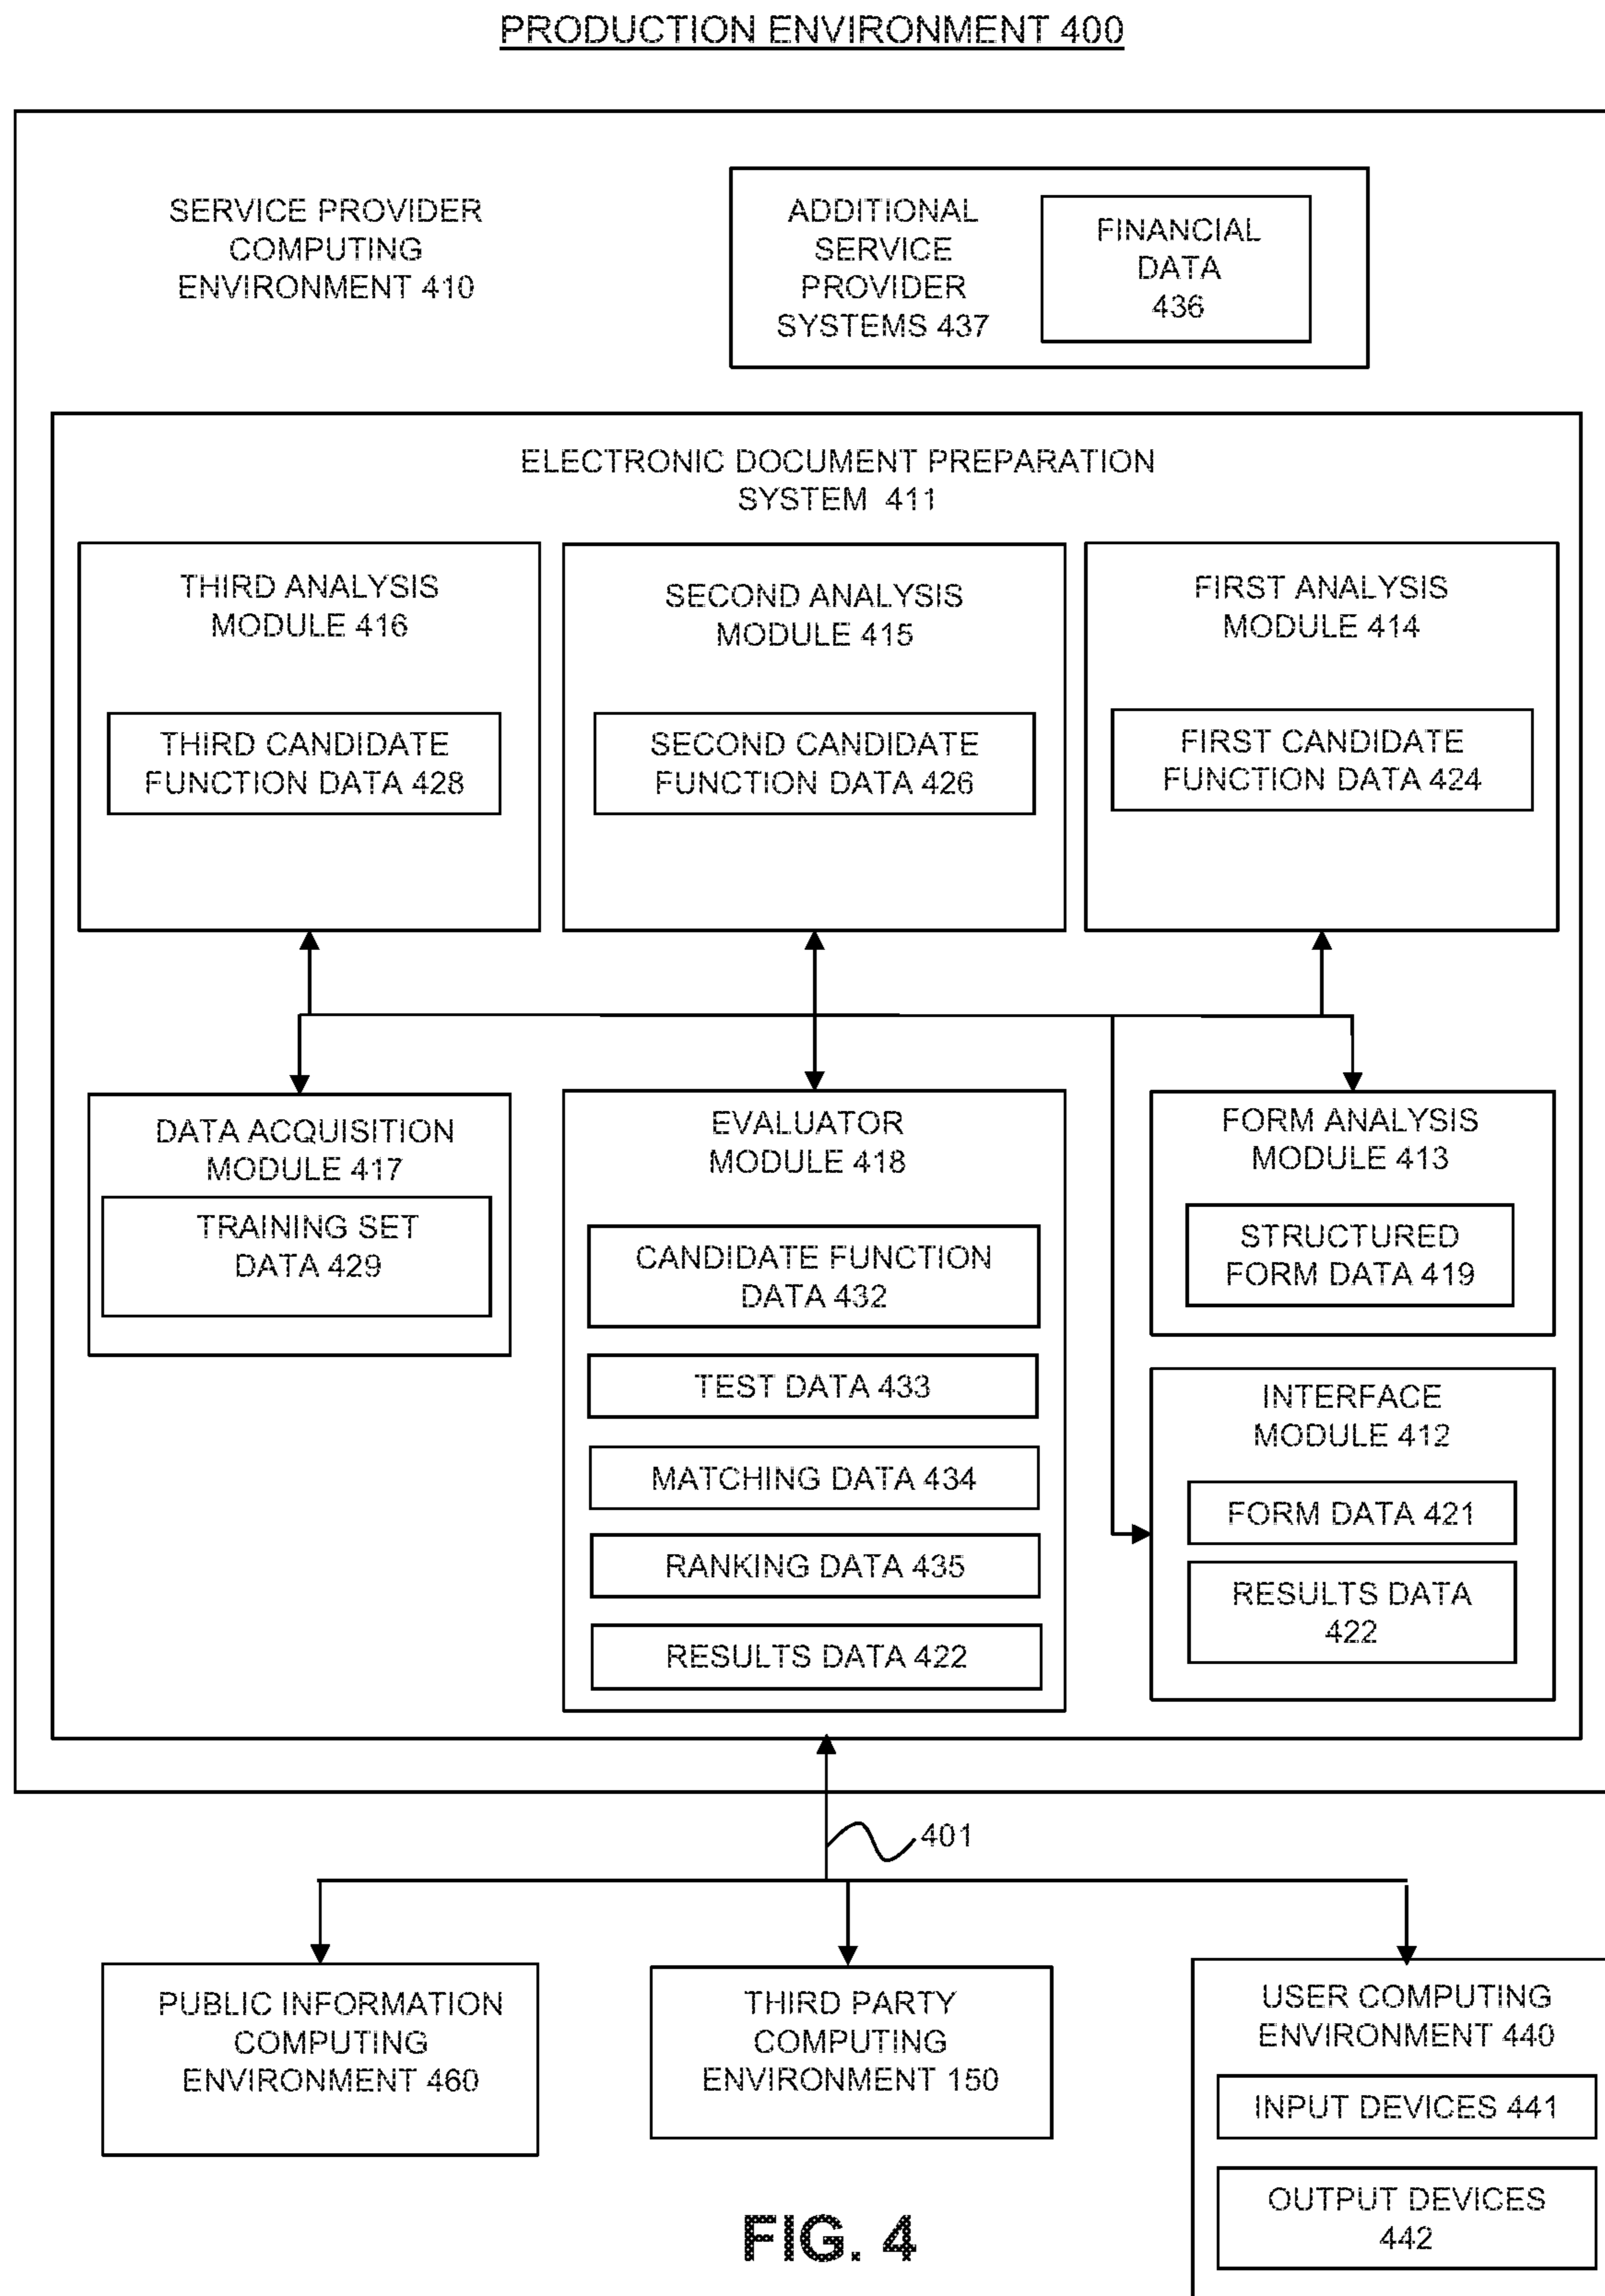 PRODUCTION ENVIRONMENT 400
SERVICE PROVIDER
COMPUTING
ENVIRONMENT 410
ADDITIONAL
SERVICE
PROVIDER
SYSTEMS 437
FINANCIAL
DATA
436
ELECTRONIC DOCUMENT PREPARATION
SYSTEM 411
THIRD ANALYSIS
MODULE 416
THIRD CANDIDATE
FUNCTION DATA 428
SECOND ANALYSIS
MODULE 415
SECOND CANDIDATE
FUNCTION DATA 426
FIRST ANALYSIS
MODULE 414
FIRST CANDIDATE
FUNCTION DATA 424
DATA ACQUISITION
MODULE 417
TRAINING SET
DATA 429
EVALUATOR
MODULE 418
CANDIDATE FUNCTION
DATA 432
TEST DATA 433
MATCHING DATA 434
RANKING DATA 435
RESULTS DATA 422
FORM ANALYSIS
MODULE 413
STRUCTURED
FORM DATA 419
INTERFACE
MODULE 412
FORM DATA 421
RESULTS DATA
422
401
PUBLIC INFORMATION
COMPUTING
ENVIRONMENT 460
THIRD PARTY
COMPUTING
ENVIRONMENT 150
USER COMPUTING
ENVIRONMENT 440
INPUT DEVICES 441
OUTPUT DEVICES
442
FIG. 4